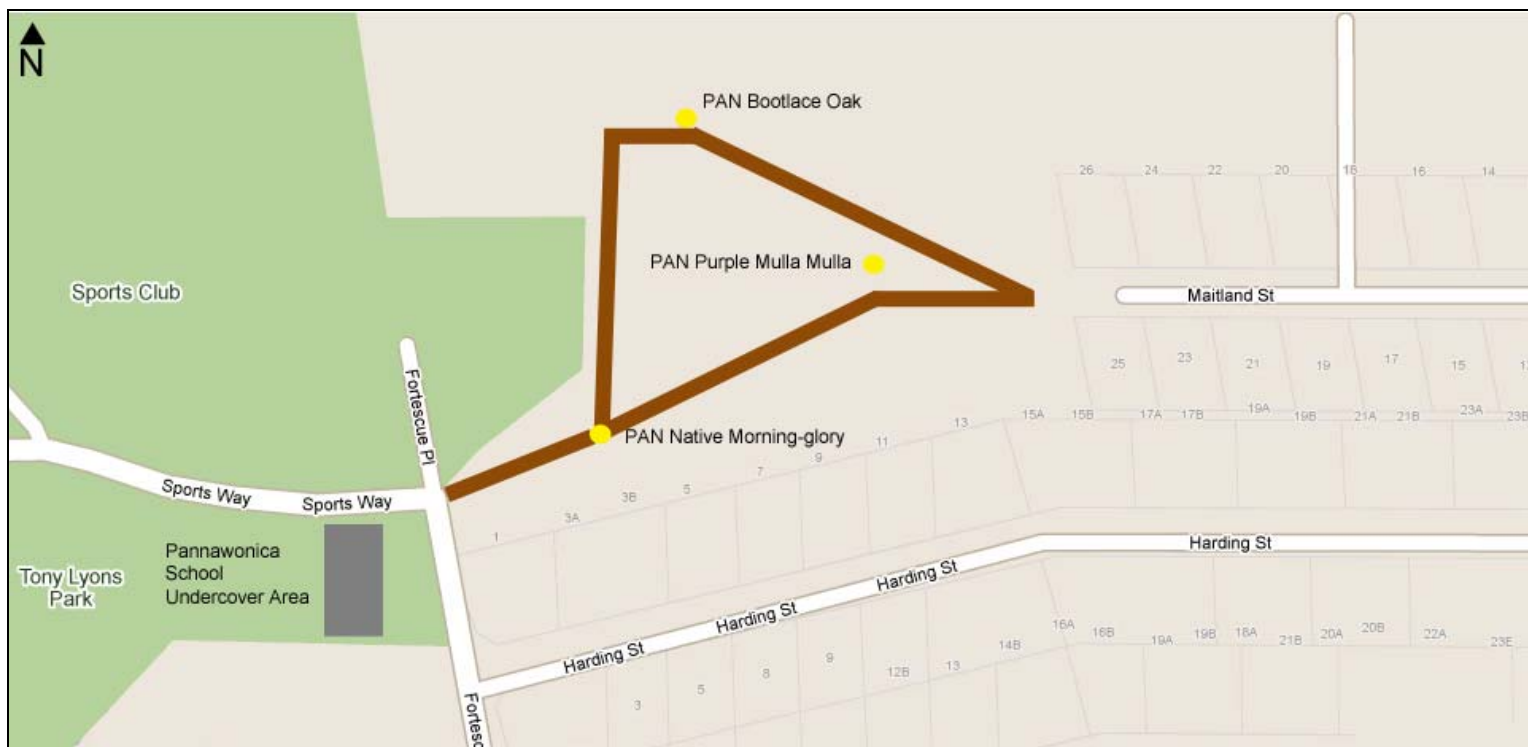 N
PAN Bootlace Oak
26 24 22 20 18 16 14
PAN Purple Mulla Mulla
Sports Club
Maitland St
Fortescue Pl
25 23 21 19 17 15
PAN Native Morning-glory
1 3A 3B 5 7 9 11 13 15A 15B 17A 17B 19A 19B 21A 21B 23A 23B
Sports Way
Sports Way
Pannawonica
School
Undercover Area
Tony Lyons
Park
Harding St
Harding St
Harding St
Harding St
3 5 8 9 12B 13 14B 16A 16B 19A 19B 18A 21B 20A 20B 22A 23E
Fortesc